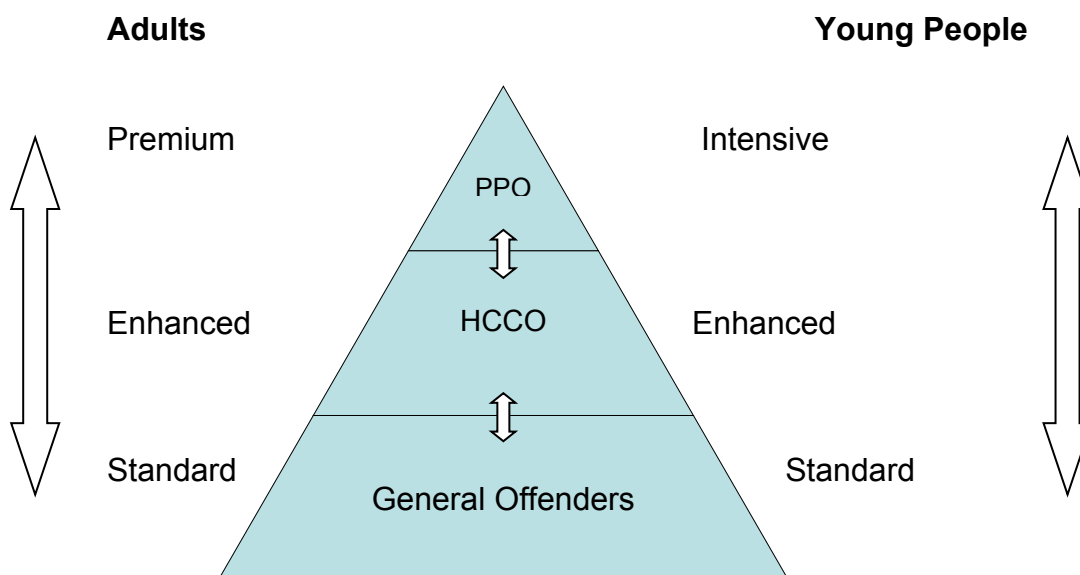 Adults
Young People
Premium
Intensive
PPO
Enhanced
HCCO
Enhanced
Standard
Standard
General Offenders